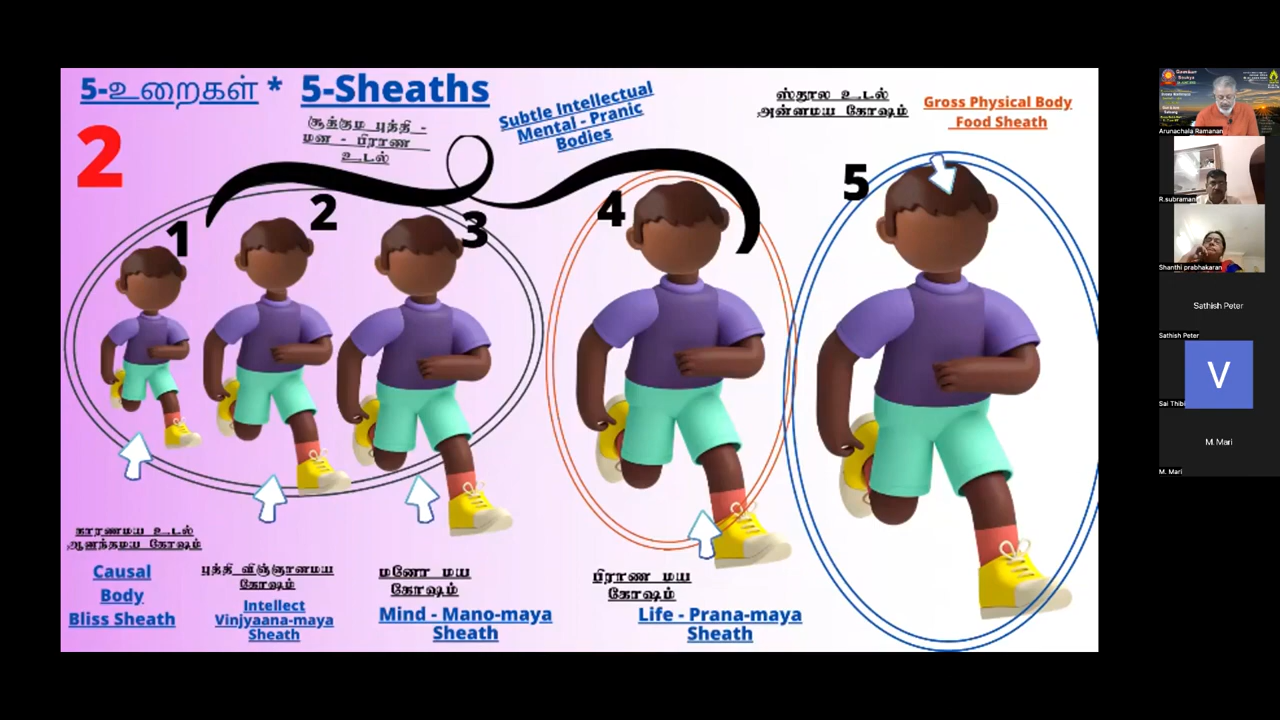 5-உறைகள் * 5-Sheaths
2
சூக்கும புத்தி -
மன - பிராண
உடல்
Subtle Intellectual
Mental - Pranic
Bodies
ஸ்தூல உடல்
அன்னமய கோஷம்
Gross Physical Body
Food Sheath
1
2
3
4
5
காரணமய உடல்
ஆனந்தமய கோஷம்
Causal
Body
Bliss Sheath
புத்தி விஞ்ஞானமய
கோஷம்
Intellect
Vinjyaana-maya
Sheath
மனோ மய
கோஷம்
Mind - Mano-maya
Sheath
பிராண மய
கோஷம்
Life - Prana-maya
Sheath
Arunachala Ramanan
R.subramani
Shanthi prabhakaran
Sathish Peter
Sathish Peter
V
Sai Thibi
M. Mari
M. Mari